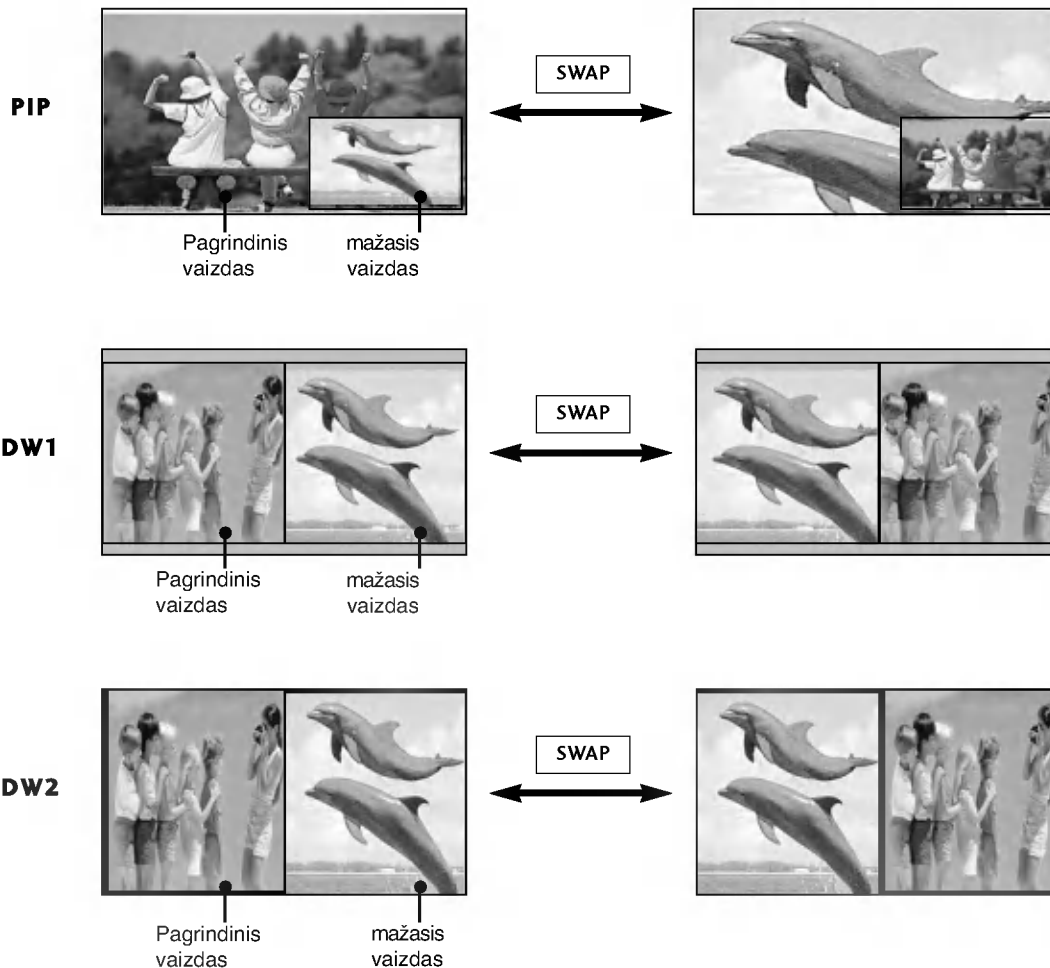 PIP
SWAP
Pagrindinis
vaizdas
mažasis
vaizdas
DW1
SWAP
Pagrindinis
vaizdas
mažasis
vaizdas
DW2
SWAP
Pagrindinis
vaizdas
mažasis
vaizdas